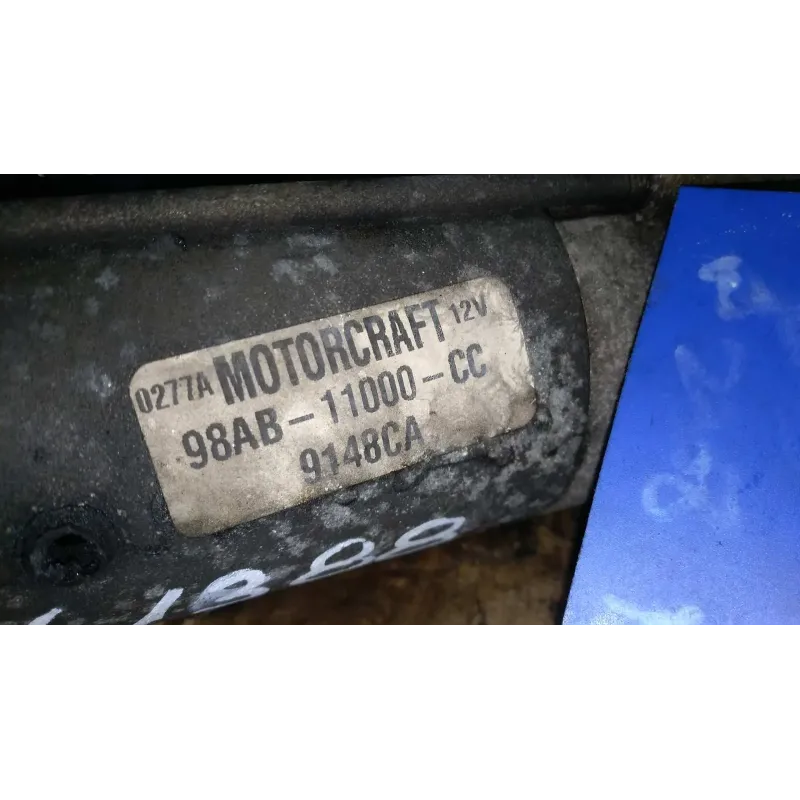 0277A MOTORCRAFT 12V
98AB-11000-CC
9148CA